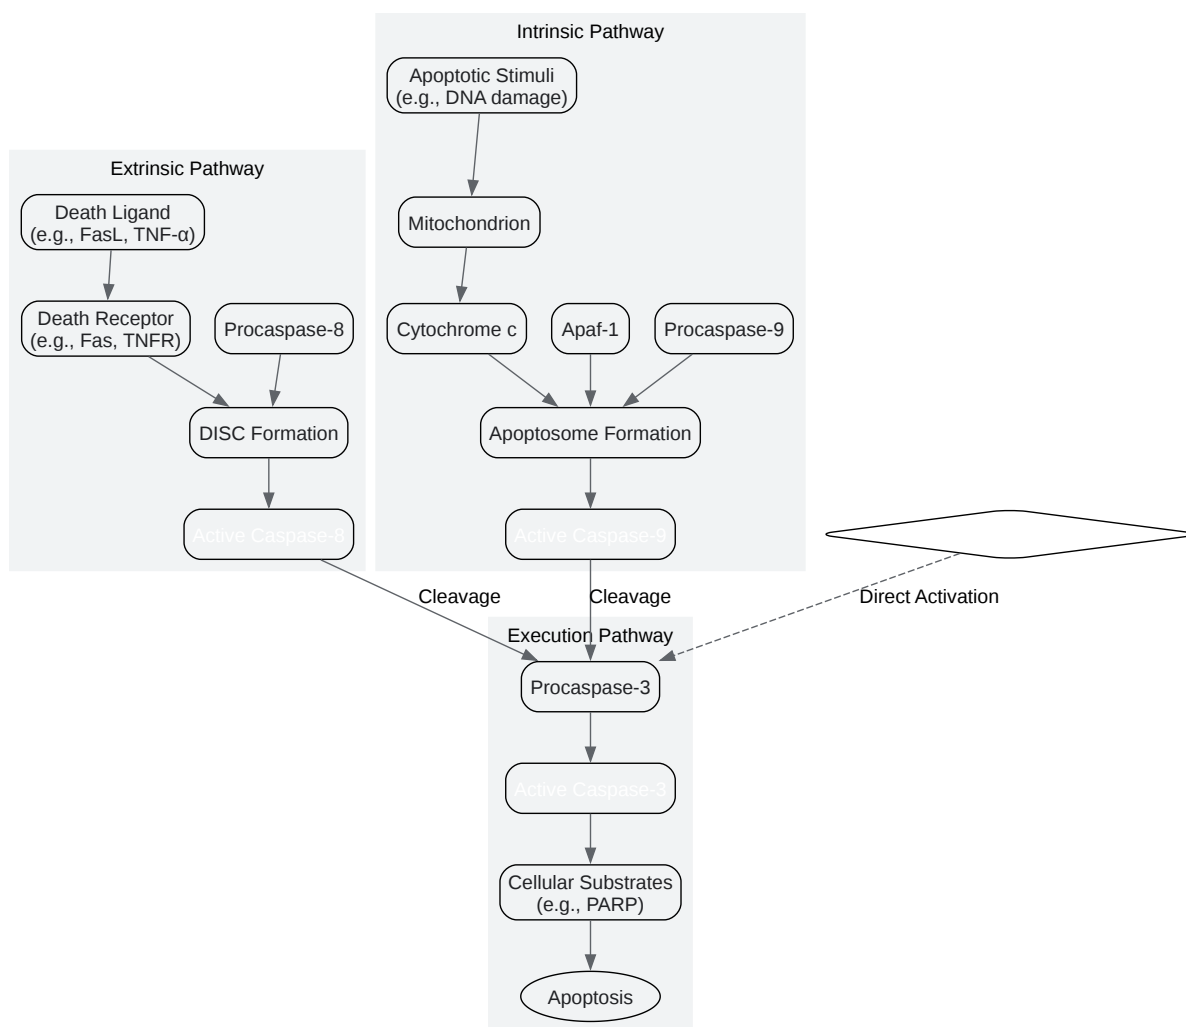 Intrinsic Pathway
Apoptotic Stimuli
(e.g., DNA damage)
Extrinsic Pathway
Death Ligand
(e.g., FasL, TNF-α)
Mitochondrion
Death Receptor
(e.g., Fas, TNFR)
Procaspase-8
Cytochrome c
Apaf-1
Procaspase-9
DISC Formation
Apoptosome Formation
Active Caspase-8
Active Caspase-9
Cleavage
Cleavage
Direct Activation
Execution Pathway
Procaspase-3
Active Caspase-3
Cellular Substrates
(e.g., PARP)
Apoptosis